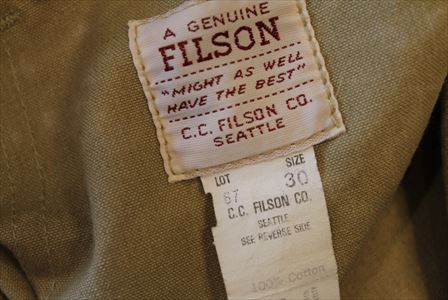 A GENUINE
FILSON
"MIGHT AS WELL
HAVE THE BEST"
C.C. FILSON CO.
SEATTLE
LOT SIZE
67 30
C.C. FILSON CO.
SEATTLE
SEE REVERSE SIDE
100% Cotton